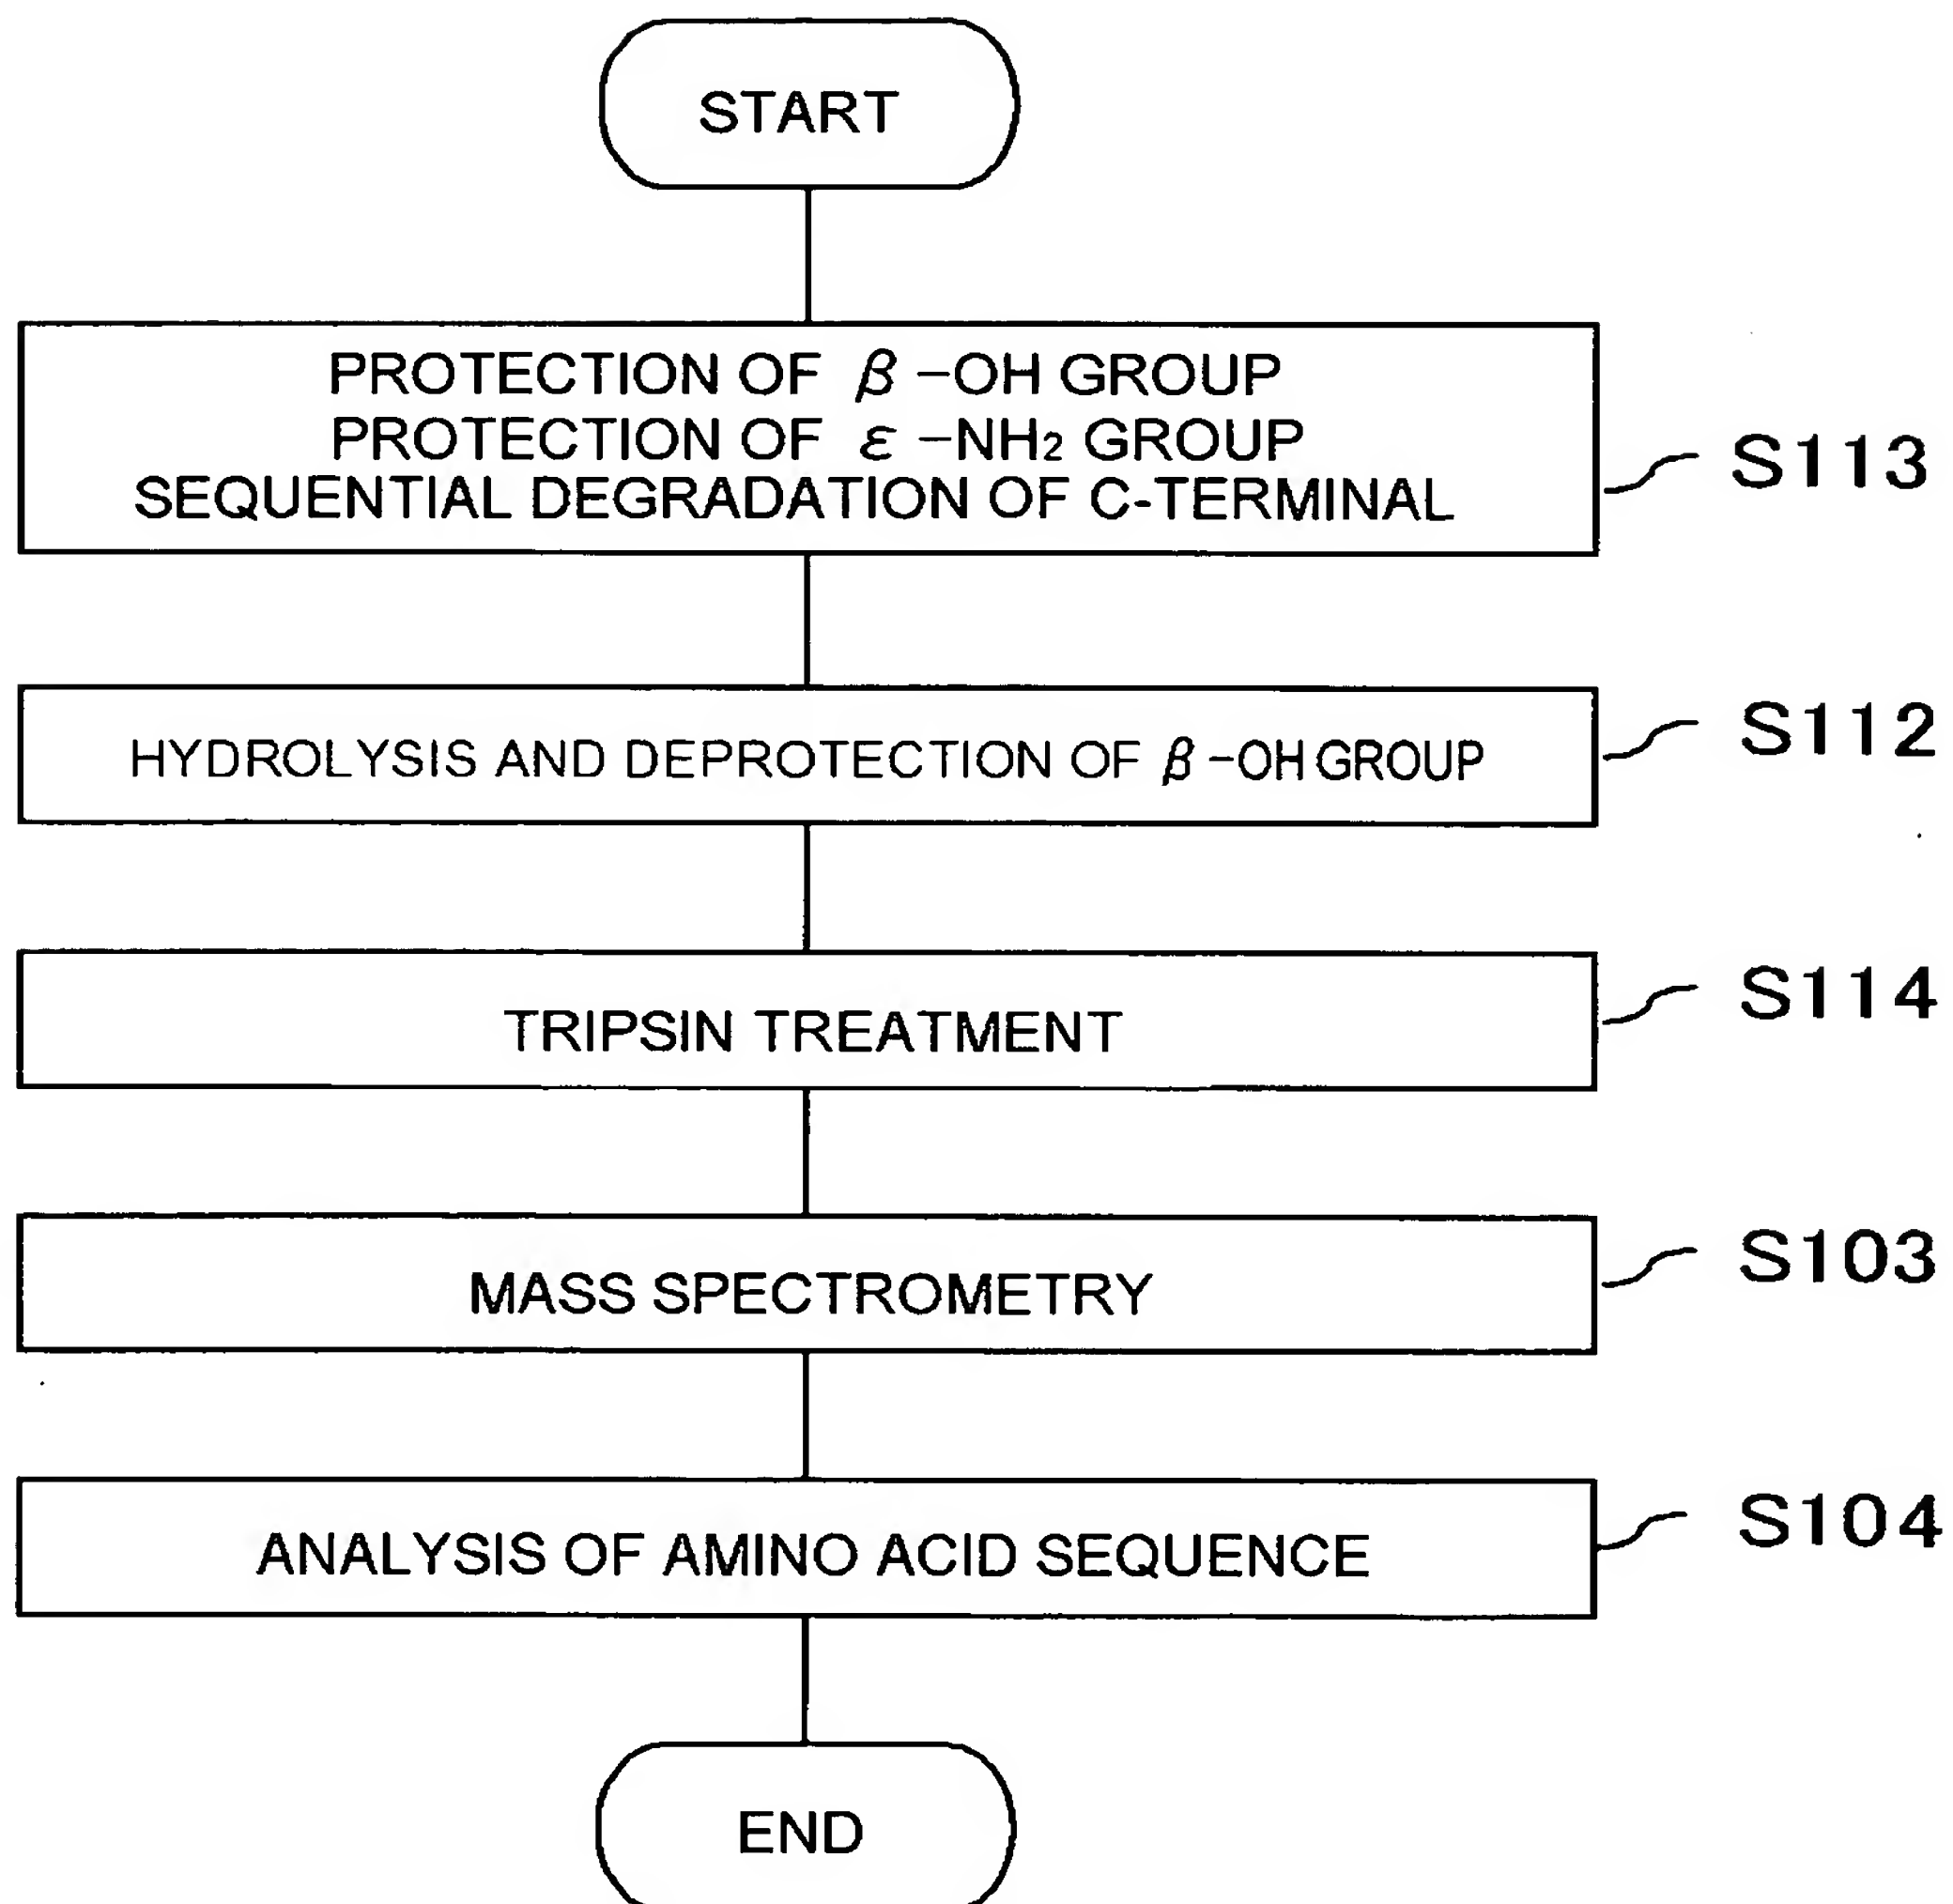 START
PROTECTION OF β-OH GROUP
PROTECTION OF ε-NH₂ GROUP
SEQUENTIAL DEGRADATION OF C-TERMINAL
S113
HYDROLYSIS AND DEPROTECTION OF β-OH GROUP
S112
TRIPSIN TREATMENT
S114
MASS SPECTROMETRY
S103
ANALYSIS OF AMINO ACID SEQUENCE
S104
END